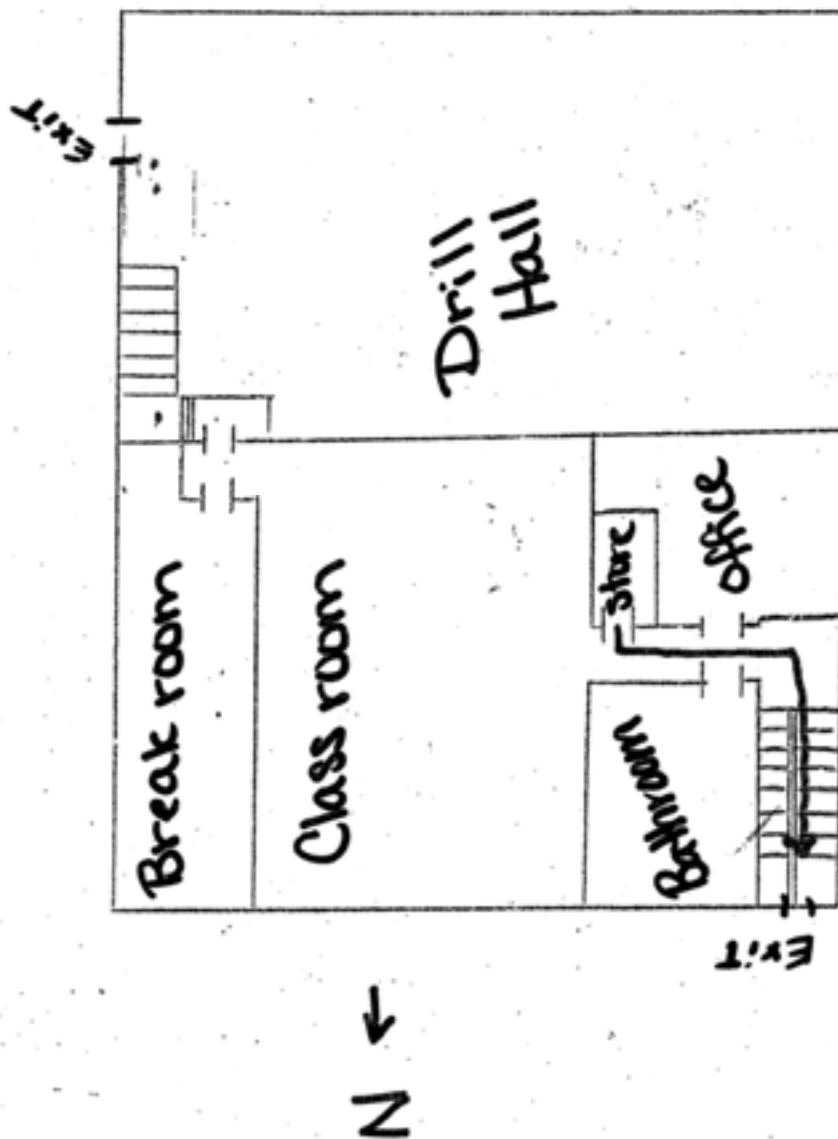 Exit
Drill
Hall
Break room
Class room
store
office
Bathroom
Exit
N